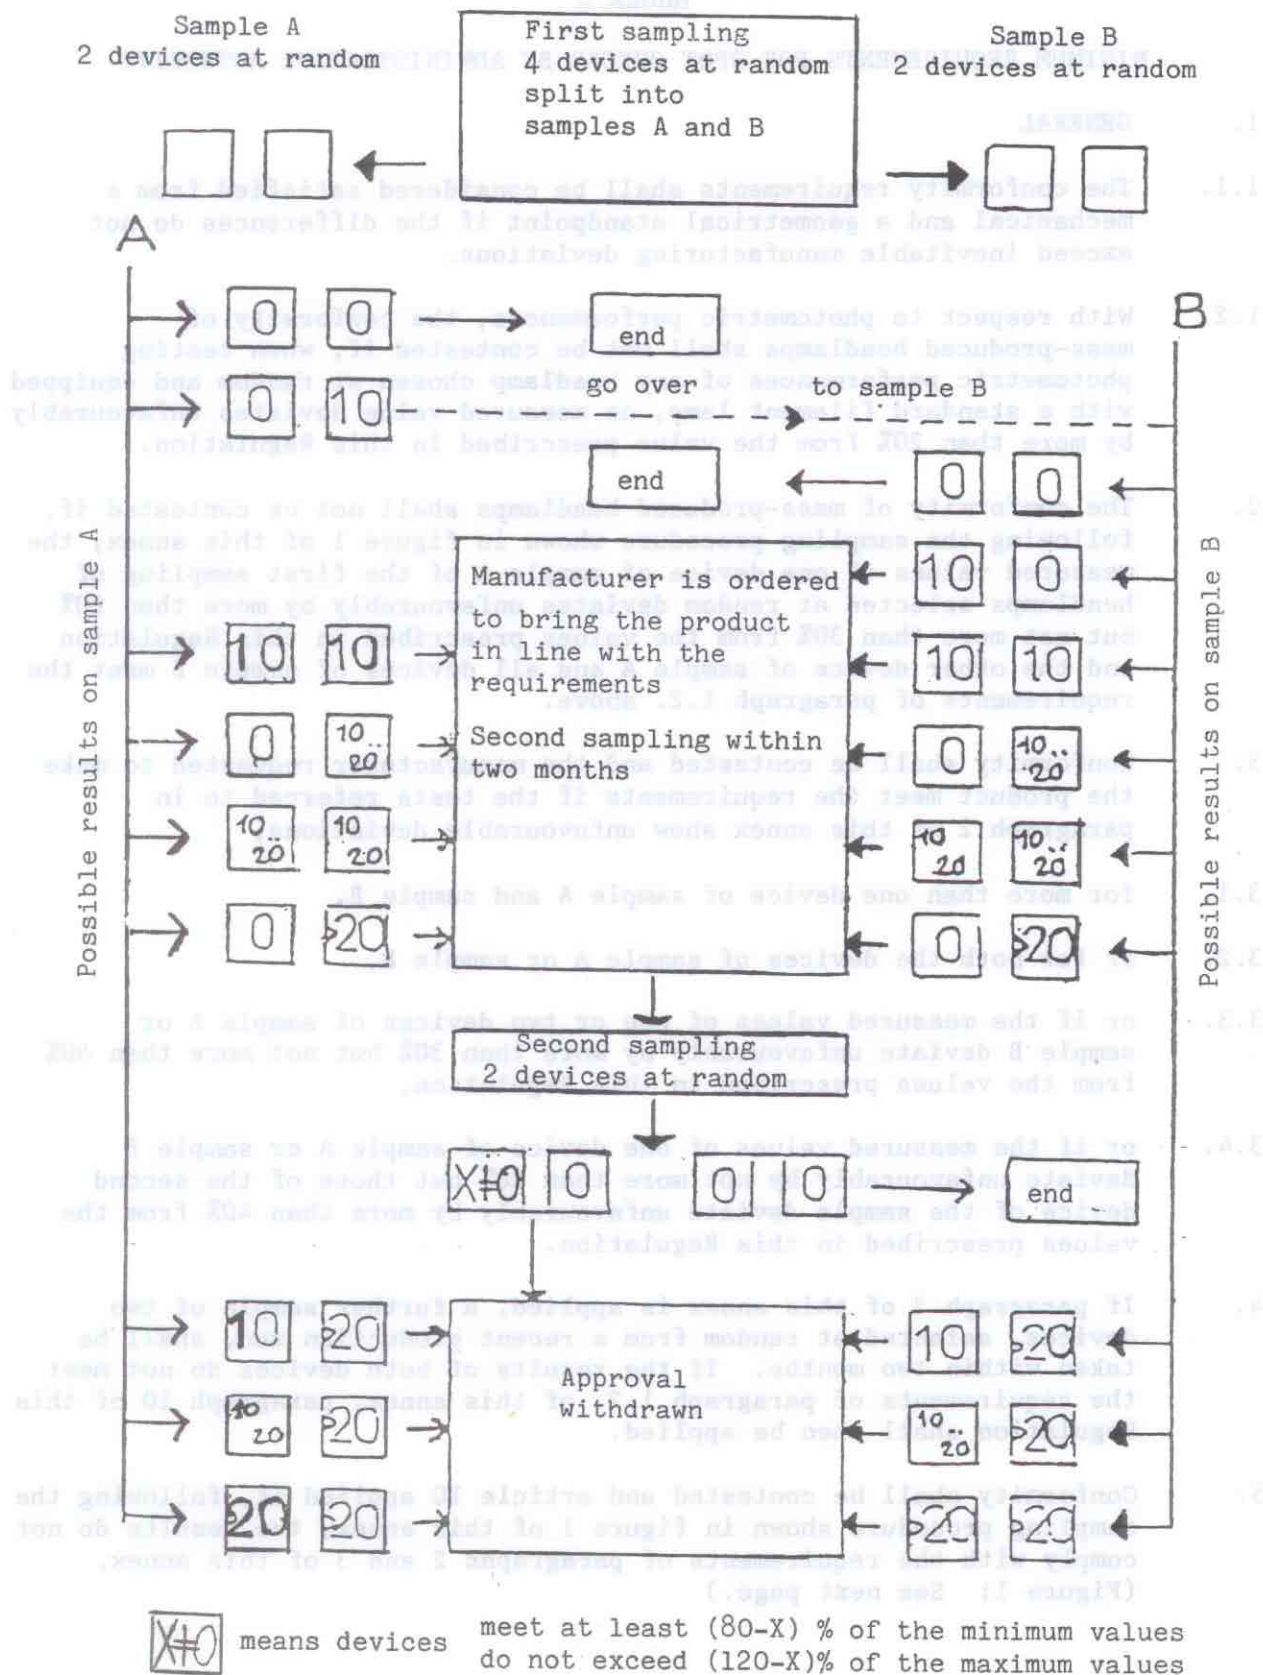 Sample A
2 devices at random
First sampling
4 devices at random
split into
samples A and B
Sample B
2 devices at random
A
B
Possible results on sample A
Possible results on sample B
0 0
end
0 10
go over to sample B
end
0 0
Manufacturer is ordered
to bring the product
in line with the
requirements
Second sampling within
two months
10 0
10 10
10 10
0 10..20
0 10..20
10..20 10..20
10 20 10..20
0 >20
0 >20
Second sampling
2 devices at random
X≠0 0
0 0
end
Approval
withdrawn
10 >20
10 >20
10 20 >20
10..20 >20
>20 >20
means devices
X≠0
meet at least (80-X) % of the minimum values
do not exceed (120-X)% of the maximum values